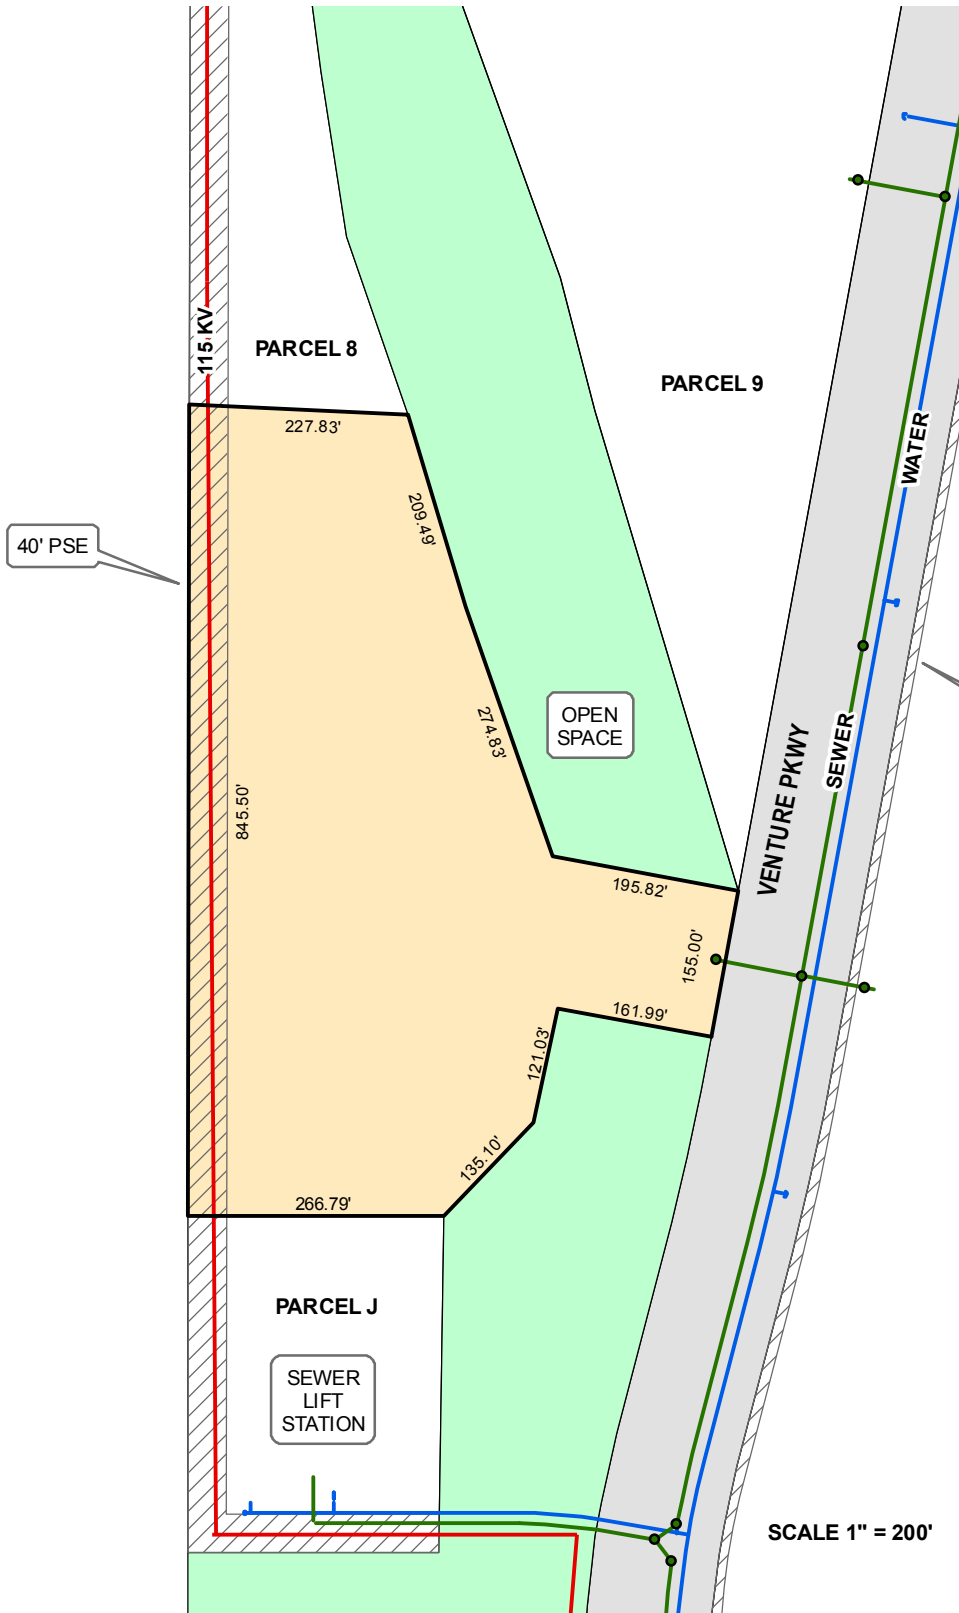 115 KV
PARCEL 8
PARCEL 9
227.83'
WATER
209.49'
40' PSE
OPEN
SPACE
274.83'
SEWER
VENTURE PKWY
845.50'
195.82'
155.00'
161.99'
121.03'
135.10'
266.79'
PARCEL J
SEWER
LIFT
STATION
SCALE 1" = 200'